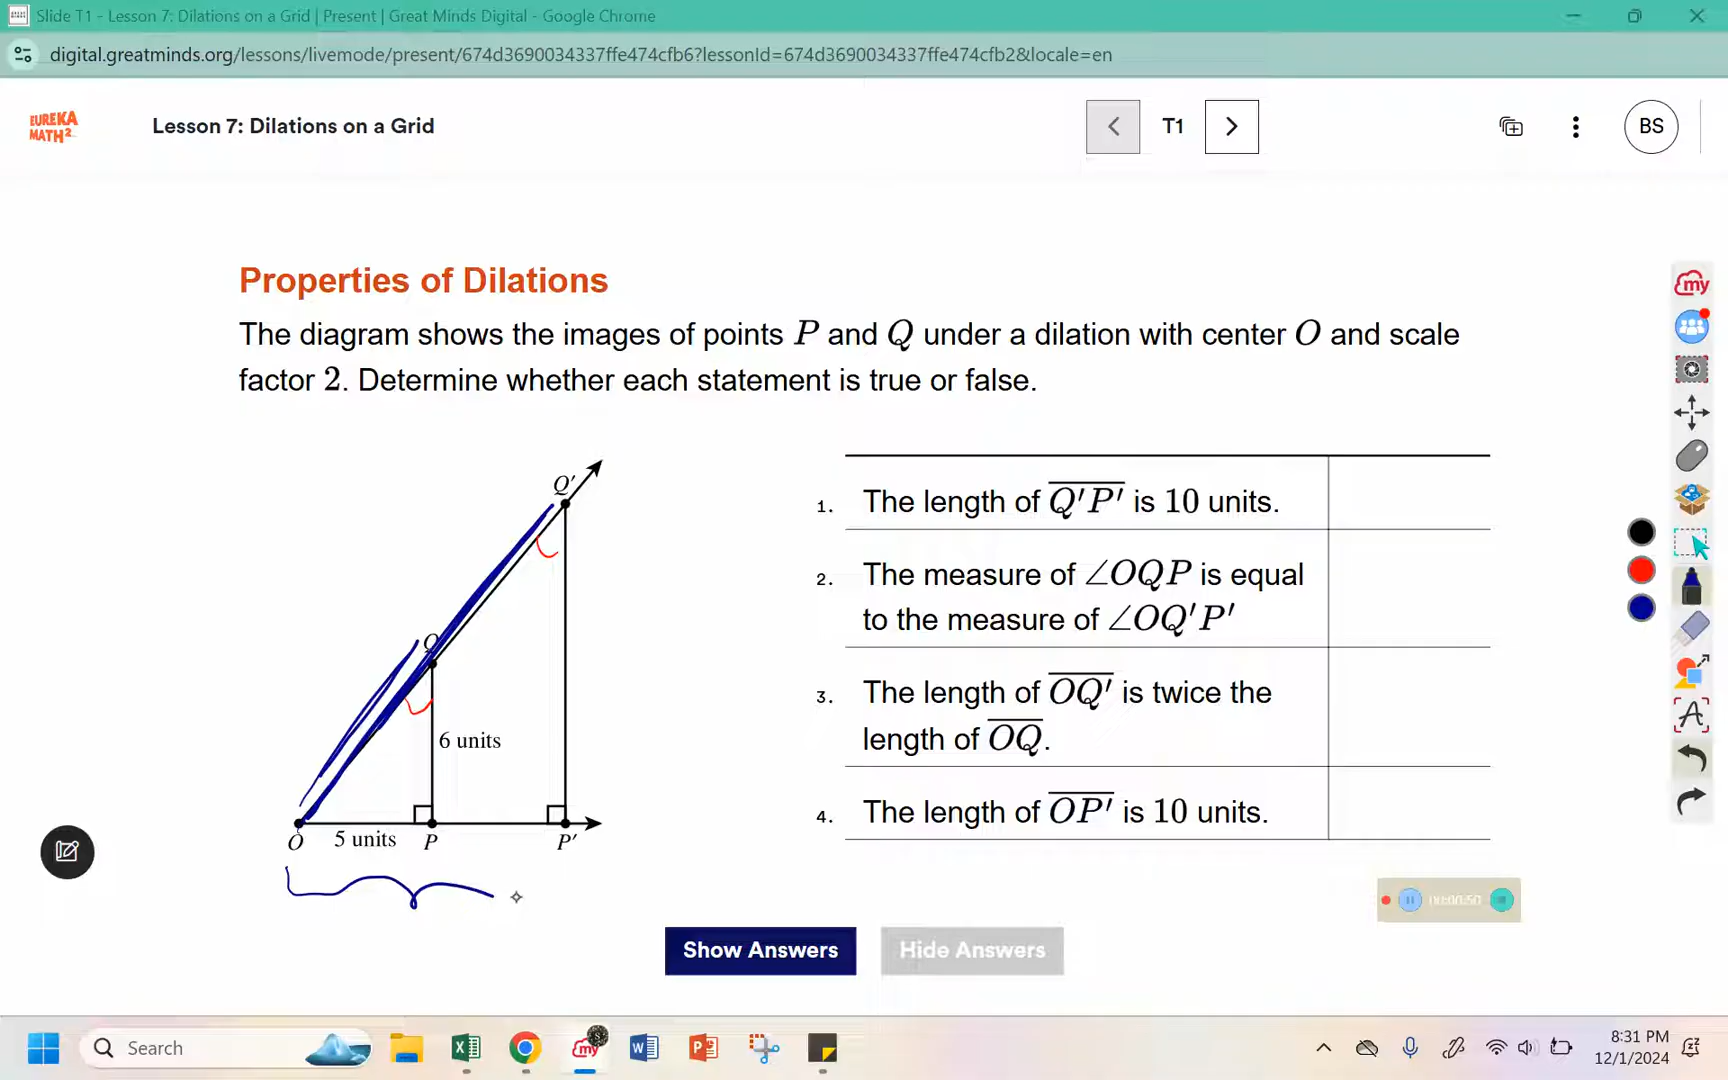 Slide T1 - Lesson 7: Dilations on a Grid | Present | Great Minds Digital - Google Chrome
digital.greatminds.org/lessons/livemode/present/674d3690034337ffe474cfb6?lessonId=674d3690034337ffe474cfb2&locale=en
EUREKA
MATH²
Lesson 7: Dilations on a Grid
T1
BS
Properties of Dilations
The diagram shows the images of points P and Q under a dilation with center O and scale
factor 2. Determine whether each statement is true or false.
Q′
Q
6 units
O
5 units
P
P′
1. The length of Q′P′ is 10 units.
2. The measure of ∠OQP is equal
to the measure of ∠OQ′P′
3. The length of OQ′ is twice the
length of OQ.
4. The length of OP′ is 10 units.
my
A
00:00:50
Show Answers
Hide Answers
Search
my
8:31 PM
12/1/2024